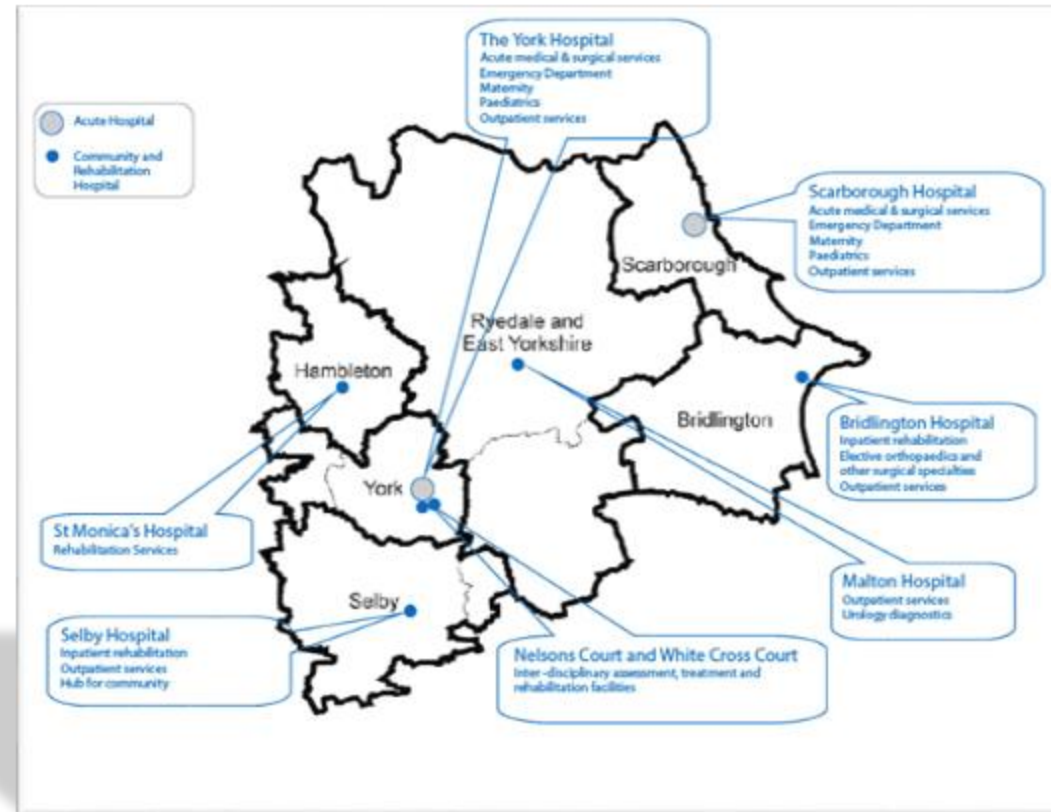 The York Hospital
Acute medical & surgical services
Emergency Department
Maternity
Paediatrics
Outpatient services
Acute Hospital
Community and
Rehabilitation
Hospital
Scarborough Hospital
Acute medical & surgical services
Emergency Department
Maternity
Paediatrics
Outpatient services
Scarborough
Ryedale and
East Yorkshire
Hambleton
Bridlington
Bridlington Hospital
Inpatient rehabilitation
Elective orthopaedics and
other surgical specialties
Outpatient services
York
St Monica's Hospital
Rehabilitation Services
Malton Hospital
Outpatient services
Urology diagnostics
Selby
Selby Hospital
Inpatient rehabilitation
Outpatient services
Hub for community
Nelsons Court and White Cross Court
Inter-disciplinary assessment, treatment and
rehabilitation facilities